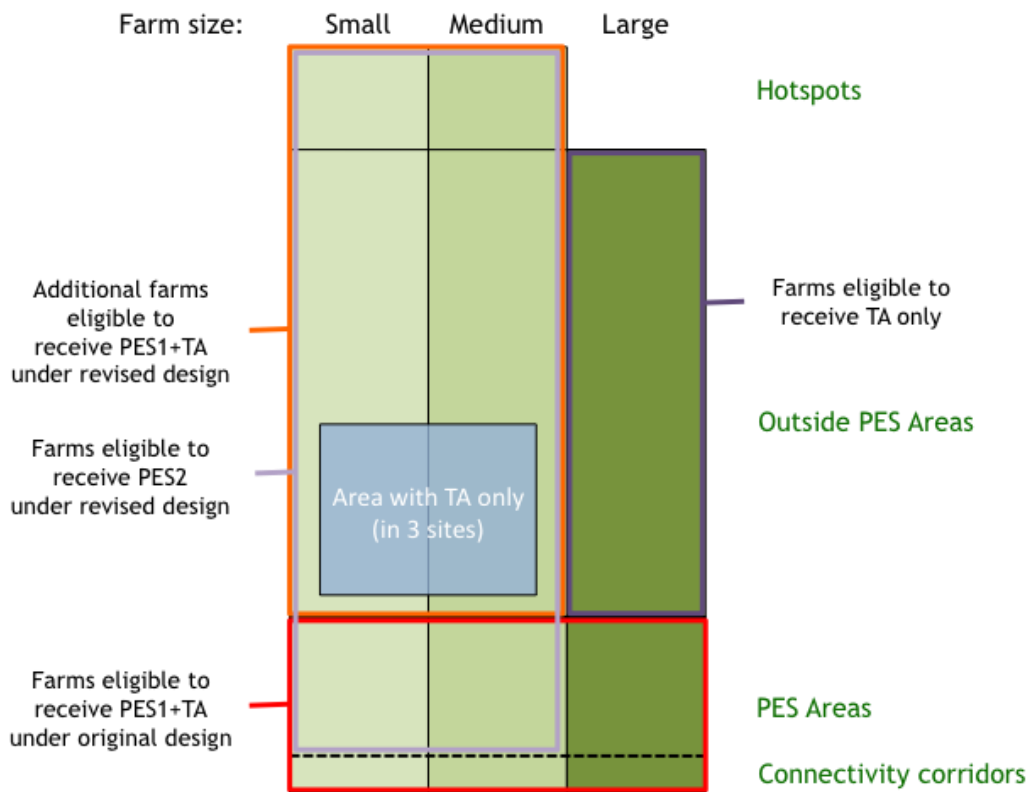 Farm size: Small Medium Large
Hotspots
Additional farms
eligible to
receive PES1+TA
under revised design
Farms eligible to
receive TA only
Farms eligible to
receive PES2
under revised design
Outside PES Areas
Area with TA only
(in 3 sites)
Farms eligible to
receive PES1+TA
under original design
PES Areas
Connectivity corridors